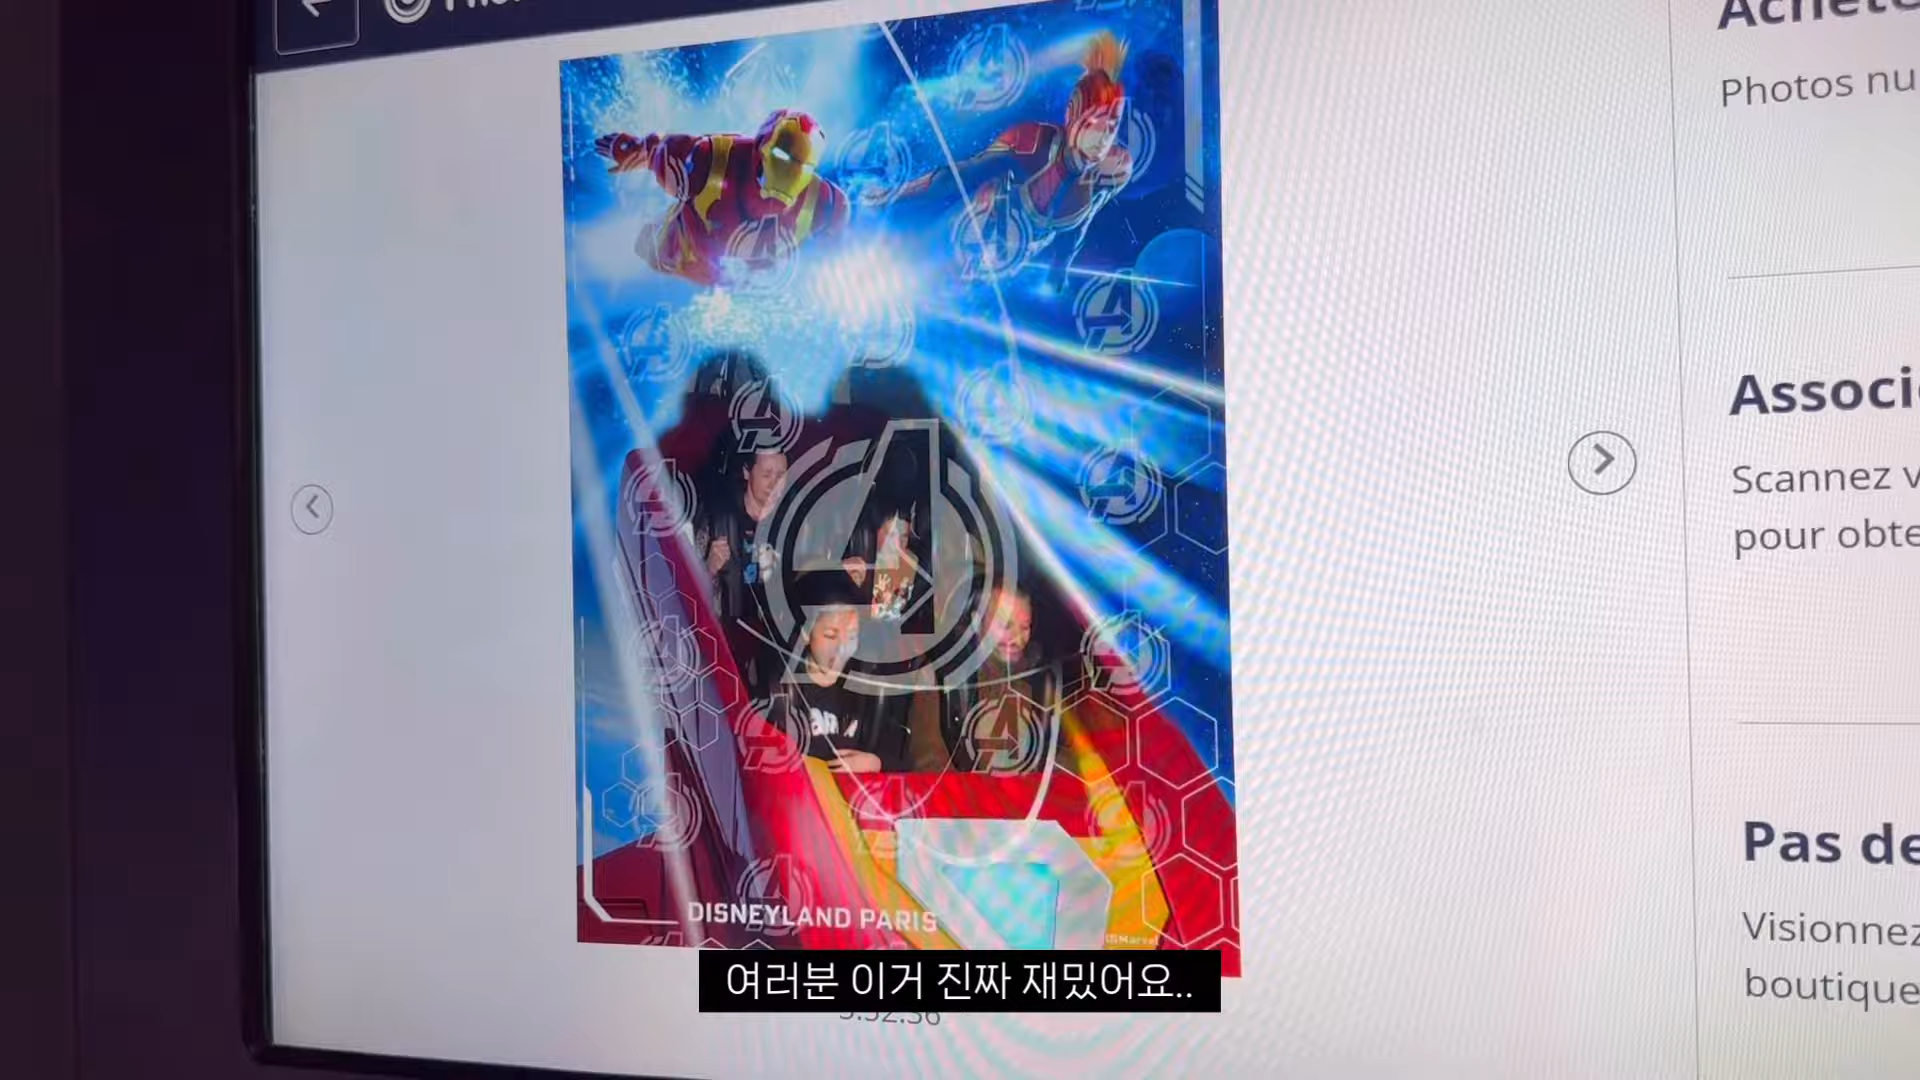 Photos nu
Associ
Scannez v
pour obte
Pas de
Visionnez
boutique
DISNEYLAND PARIS
©Marvel
여러분 이거 진짜 재밌어요..